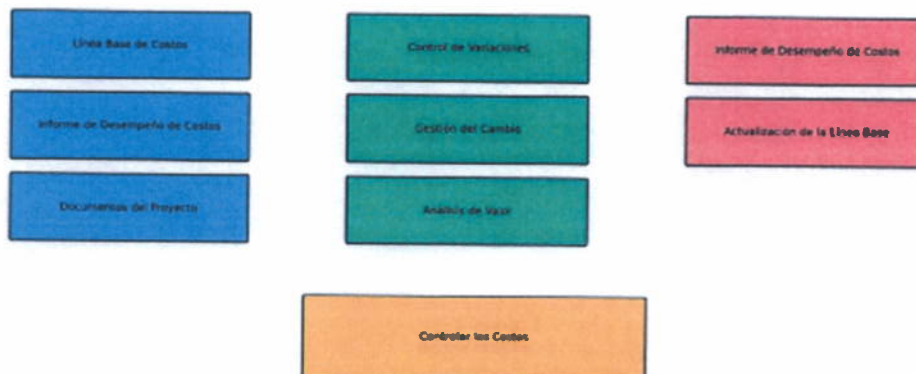 Línea Base de Costos
Informe de Desempeño de Costos
Documentos del Proyecto
Control de Variaciones
Gestión del Cambio
Análisis de Valor
Informe de Desempeño de Costos
Actualización de la Línea Base
Controlar los Costos